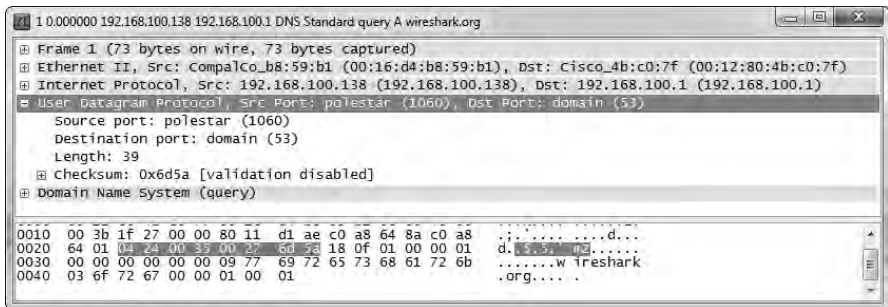 1 0.000000 192.168.100.138 192.168.100.1 DNS Standard query A wireshark.org
Frame 1 (73 bytes on wire, 73 bytes captured)
Ethernet II, Src: CompalCo_b8:59:b1 (00:16:d4:b8:59:b1), Dst: Cisco_4b:c0:7f (00:12:80:4b:c0:7f)
Internet Protocol, Src: 192.168.100.138 (192.168.100.138), Dst: 192.168.100.1 (192.168.100.1)
User Datagram Protocol, Src Port: polestar (1060), Dst Port: domain (53)
Source port: polestar (1060)
Destination port: domain (53)
Length: 39
Checksum: 0x6d5a [validation disabled]
Domain Name System (query)
0010 00 3b 1f 27 00 00 80 11 d1 ae c0 a8 64 8a c0 a8 .;.'.... ....d...
0020 64 01 04 24 00 35 00 27 6d 5a 18 0f 01 00 00 01 d..$.5.' mZ......
0030 00 00 00 00 00 00 09 77 69 72 65 73 68 61 72 6b .......w ireshark
0040 03 6f 72 67 00 00 01 00 01 .org.... .